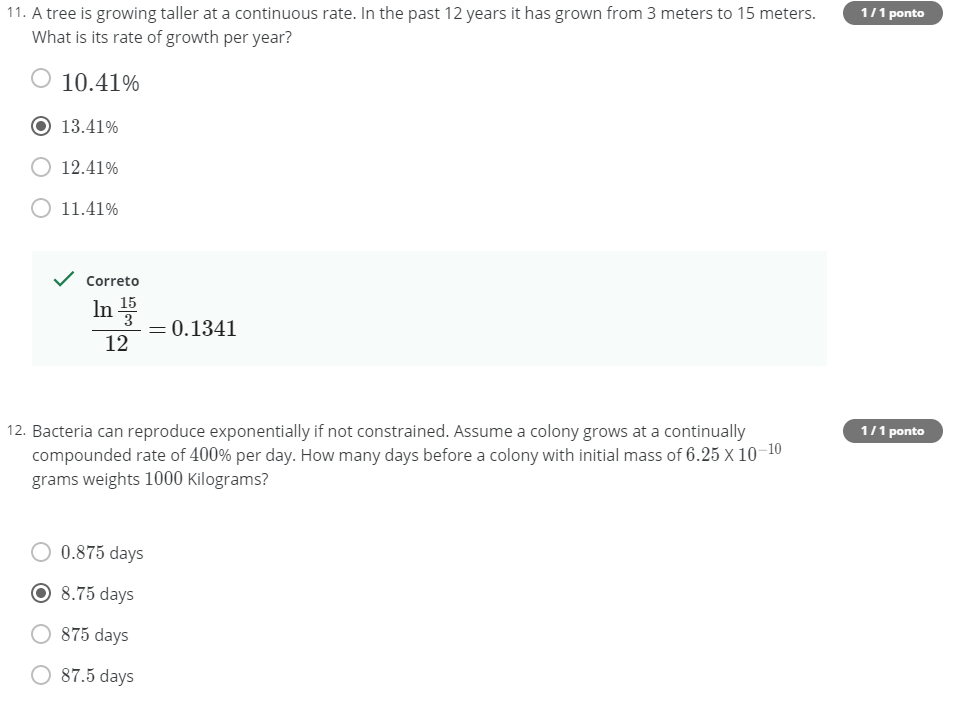 11. A tree is growing taller at a continuous rate. In the past 12 years it has grown from 3 meters to 15 meters.
What is its rate of growth per year?
1 / 1 ponto
10.41%
13.41%
12.41%
11.41%
Correto
ln 15/3 / 12 = 0.1341
12. Bacteria can reproduce exponentially if not constrained. Assume a colony grows at a continually
compounded rate of 400% per day. How many days before a colony with initial mass of 6.25 X 10⁻¹⁰
grams weights 1000 Kilograms?
1 / 1 ponto
0.875 days
8.75 days
875 days
87.5 days